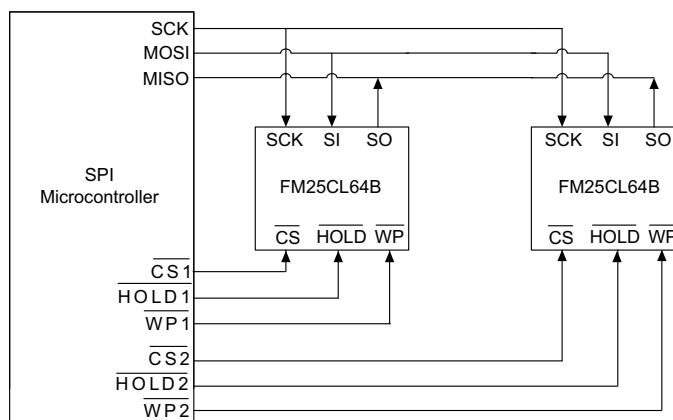 SCK
MOSI
MISO
SPI
Microcontroller
CS1
HOLD1
WP1
CS2
HOLD2
WP2
SCK SI SO
FM25CL64B
CS HOLD WP
SCK SI SO
FM25CL64B
CS HOLD WP